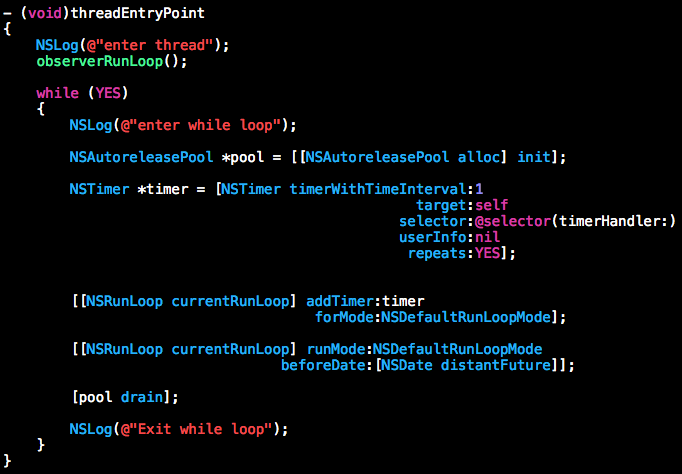 - (void)threadEntryPoint
{
    NSLog(@"enter thread");
    observerRunLoop();

    while (YES)
    {
        NSLog(@"enter while loop");

        NSAutoreleasePool *pool = [[NSAutoreleasePool alloc] init];

        NSTimer *timer = [NSTimer timerWithTimeInterval:1
                                                 target:self
                                               selector:@selector(timerHandler:)
                                               userInfo:nil
                                                repeats:YES];


        [[NSRunLoop currentRunLoop] addTimer:timer
                                     forMode:NSDefaultRunLoopMode];

        [[NSRunLoop currentRunLoop] runMode:NSDefaultRunLoopMode
                                 beforeDate:[NSDate distantFuture]];

        [pool drain];

        NSLog(@"Exit while loop");
    }
}